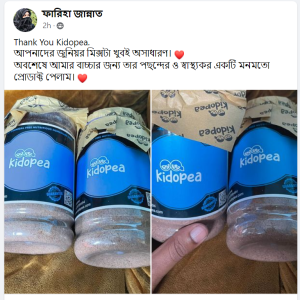 ফারিহা জান্নাত
2h
Thank You Kidopea.
আপনাদের জুনিয়র মিক্সটা খুবই অসাধারণ।
অবশেষে আমার বাচ্চার জন্য তার পছন্দের ও স্বাস্থ্যকর একটি মনমতো
প্রোডাক্ট পেলাম।
kidopea
kidopea
kidopea
kidopea